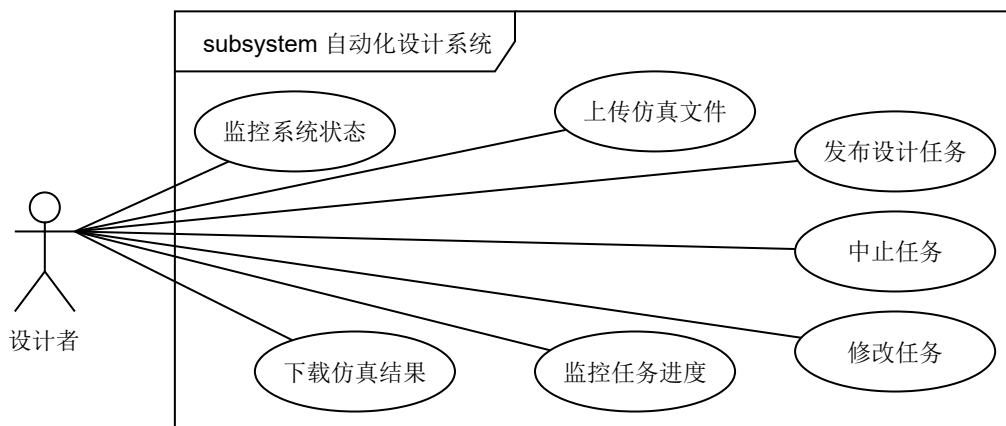 subsystem 自动化设计系统
监控系统状态
上传仿真文件
发布设计任务
中止任务
设计者
下载仿真结果
监控任务进度
修改任务